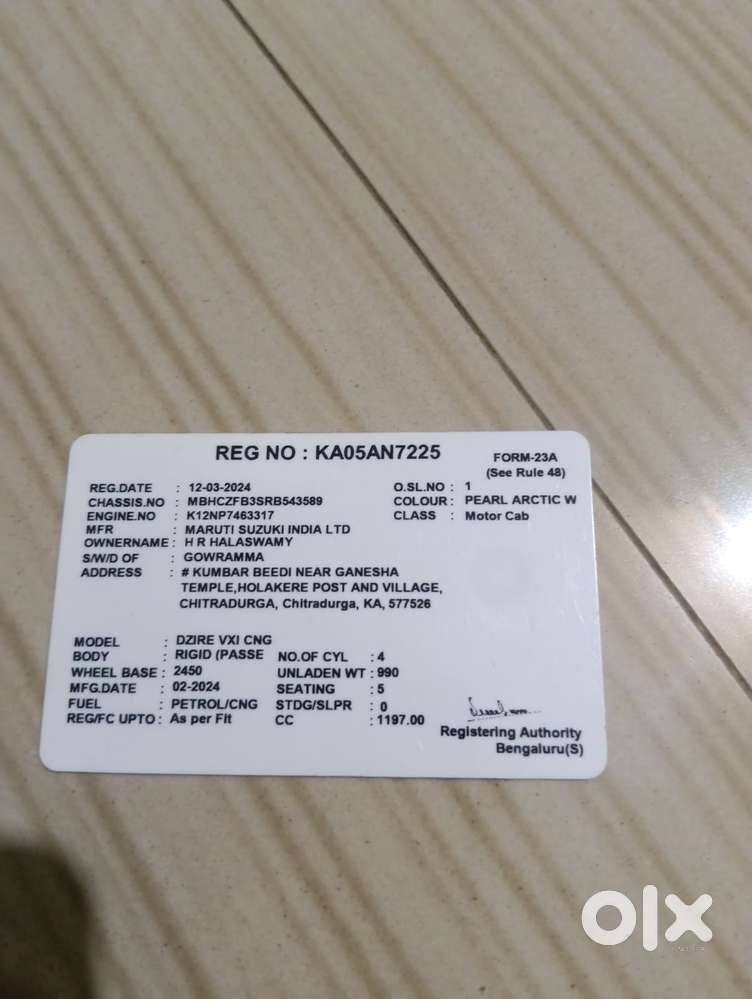 REG NO : KA05AN7225
FORM-23A
(See Rule 48)
REG.DATE : 12-03-2024
O.SL.NO : 1
CHASSIS.NO : MBHCZFB3SRB543589
COLOUR : PEARL ARCTIC W
ENGINE.NO : K12NP7463317
CLASS : Motor Cab
MFR : MARUTI SUZUKI INDIA LTD
OWNERNAME : H R HALASWAMY
S/W/D OF : GOWRAMMA
ADDRESS : # KUMBAR BEEDI NEAR GANESHA
TEMPLE,HOLAKERE POST AND VILLAGE,
CHITRADURGA, Chitradurga, KA, 577526
MODEL : DZIRE VXI CNG
BODY : RIGID (PASSE NO.OF CYL : 4
WHEEL BASE : 2450 UNLADEN WT : 990
MFG.DATE : 02-2024 SEATING : 5
FUEL : PETROL/CNG STDG/SLPR : 0
REG/FC UPTO : As per Fit CC : 1197.00
Registering Authority
Bengaluru(S)
olx